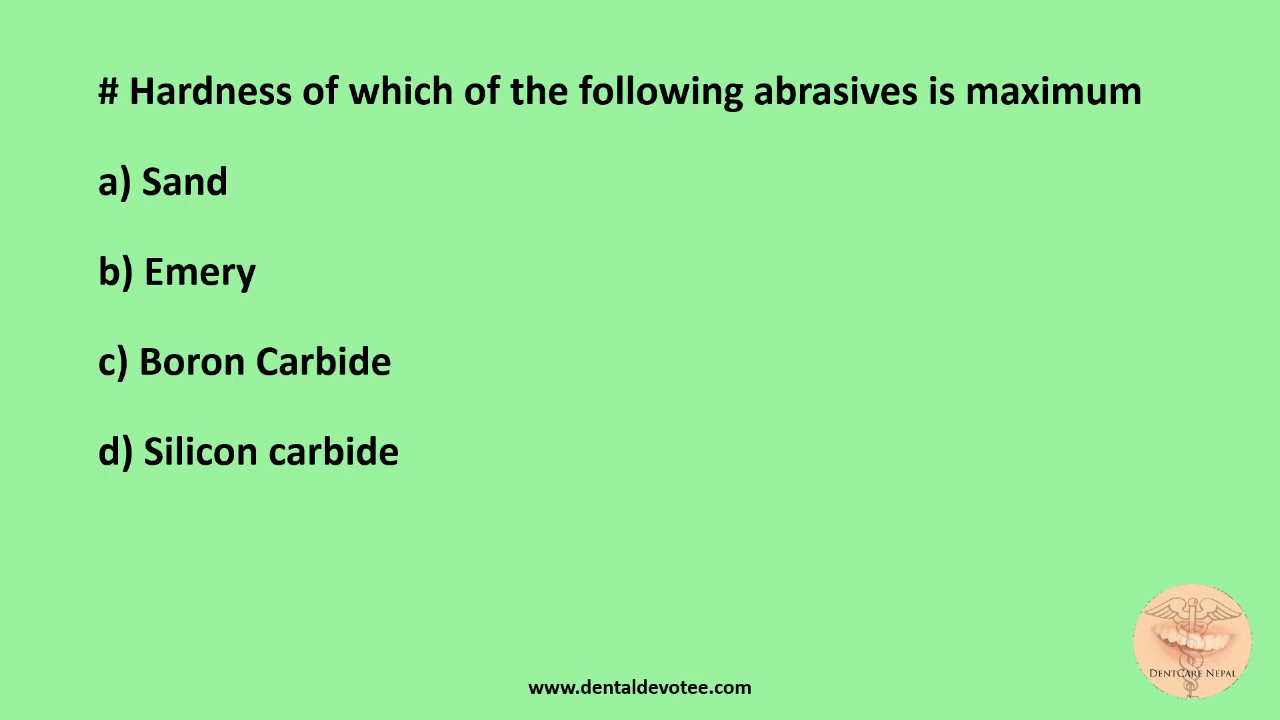 # Hardness of which of the following abrasives is maximum
a) Sand
b) Emery
c) Boron Carbide
d) Silicon carbide
DentCare Nepal
www.dentaldevotee.com